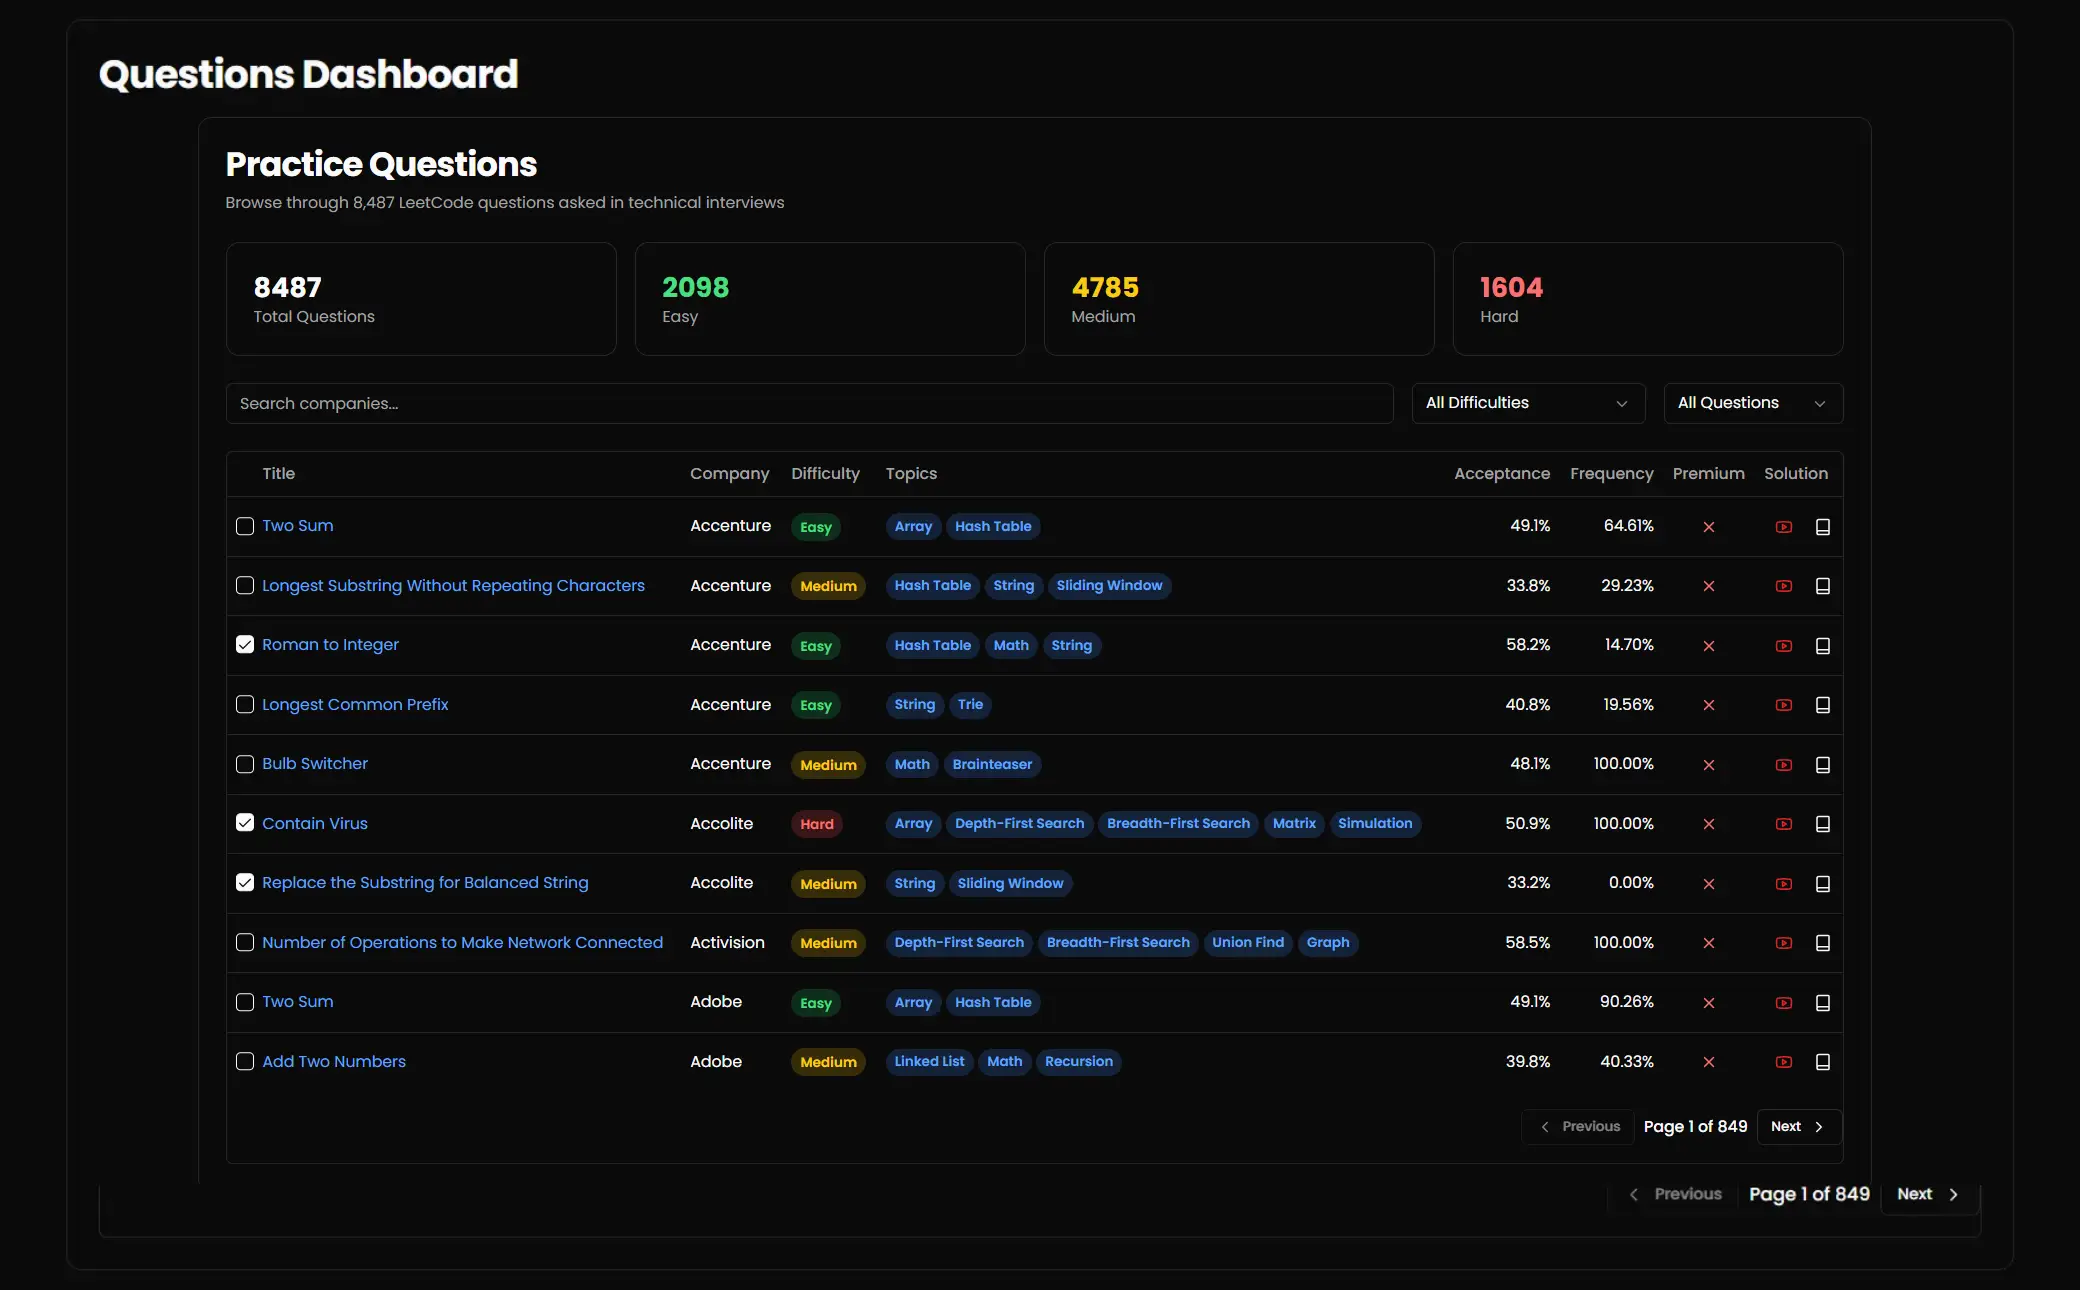 Questions Dashboard
Practice Questions
Browse through 8,487 LeetCode questions asked in technical interviews
8487 2098 4785 1604
Total Questions Easy Medium Hard
Search companies... All Difficulties All Questions
Title Company Difficulty Topics Acceptance Frequency Premium Solution
Two Sum Accenture Easy Array Hash Table 49.1% 64.61%
Longest Substring Without Repeating Characters Accenture Medium Hash Table String Sliding Window 33.8% 29.23%
Roman to Integer Accenture Easy Hash Table Math String 58.2% 14.70%
Longest Common Prefix Accenture Easy String Trie 40.8% 19.56%
Bulb Switcher Accenture Medium Math Brainteaser 48.1% 100.00%
Contain Virus Accolite Hard Array Depth-First Search Breadth-First Search Matrix Simulation 50.9% 100.00%
Replace the Substring for Balanced String Accolite Medium String Sliding Window 33.2% 0.00%
Number of Operations to Make Network Connected Activision Medium Depth-First Search Breadth-First Search Union Find Graph 58.5% 100.00%
Two Sum Adobe Easy Array Hash Table 49.1% 90.26%
Add Two Numbers Adobe Medium Linked List Math Recursion 39.8% 40.33%
Previous Page 1 of 849 Next
Previous Page 1 of 849 Next